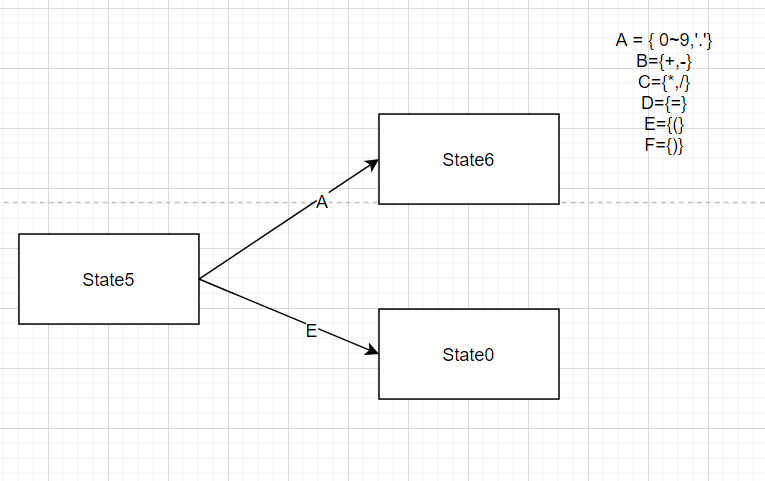 A = { 0~9,'.'}
B={+,-}
C={*,/}
D={=}
E={(}
F={)}
State6
A
State5
E
State0